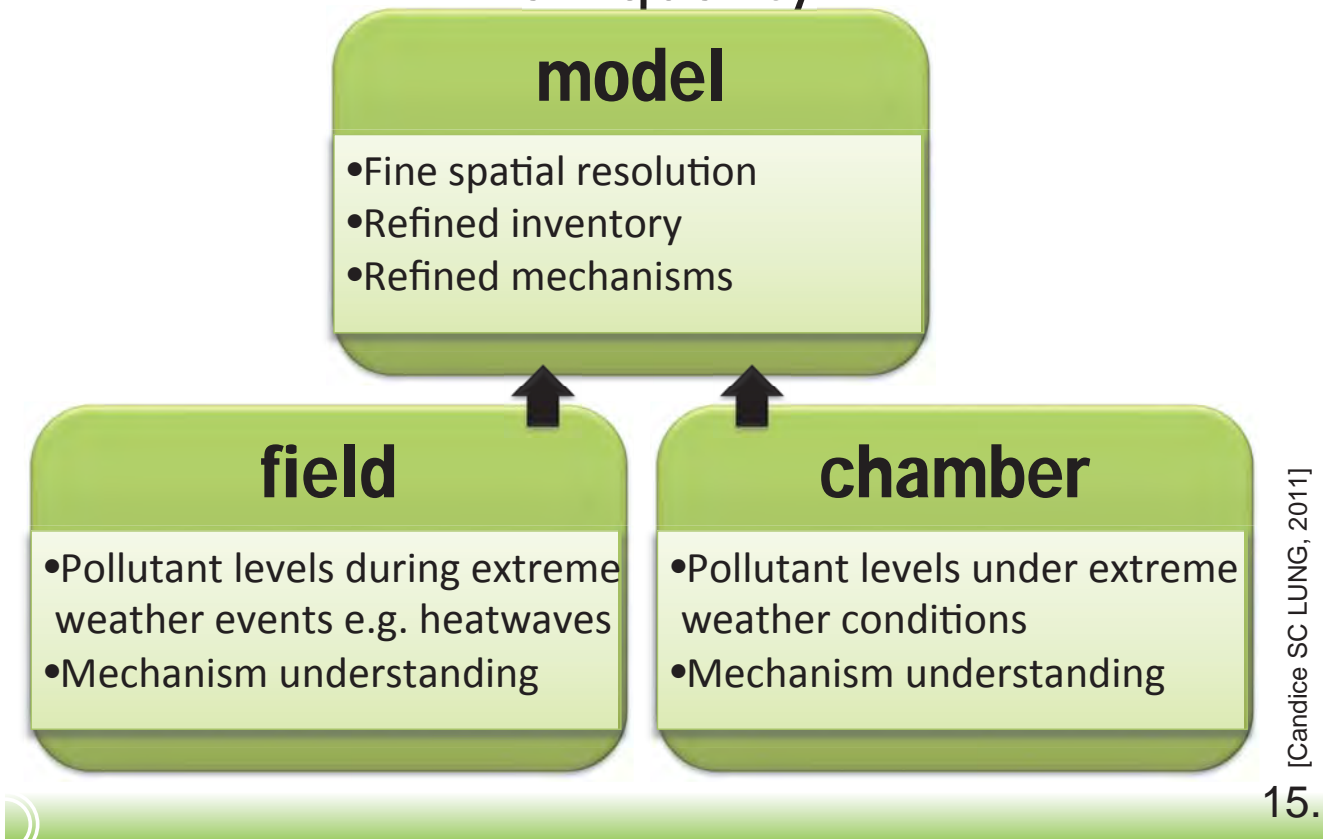 model
•Fine spatial resolution
•Refined inventory
•Refined mechanisms
field
•Pollutant levels during extreme
weather events e.g. heatwaves
•Mechanism understanding
chamber
•Pollutant levels under extreme
weather conditions
•Mechanism understanding
[Candice SC LUNG, 2011]
15.